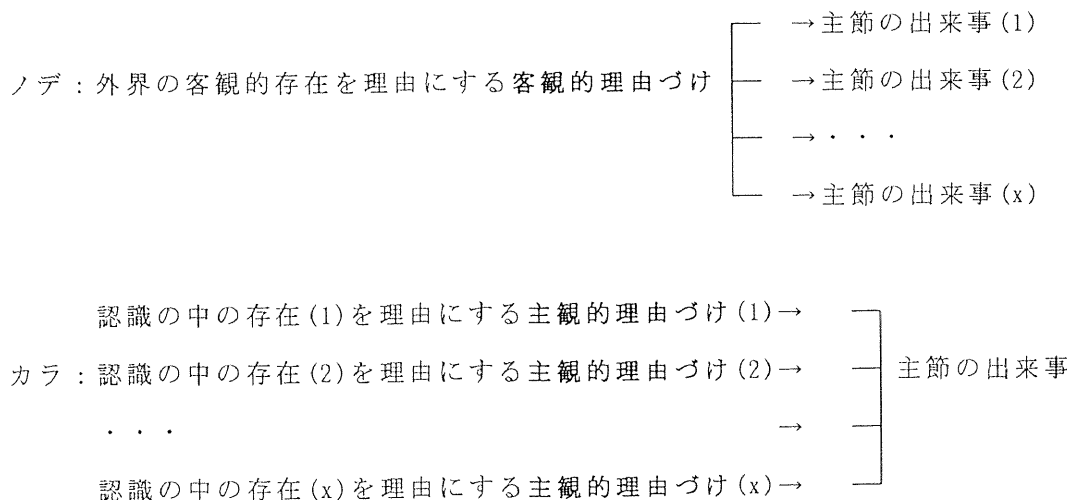 →主節の出来事(1)
ノデ:外界の客観的存在を理由にする客観的理由づけ →主節の出来事(2)
→・・・
→主節の出来事(x)
認識の中の存在(1)を理由にする主観的理由づけ(1)→
カラ:認識の中の存在(2)を理由にする主観的理由づけ(2)→ 主節の出来事
・・・ →
認識の中の存在(x)を理由にする主観的理由づけ(x)→